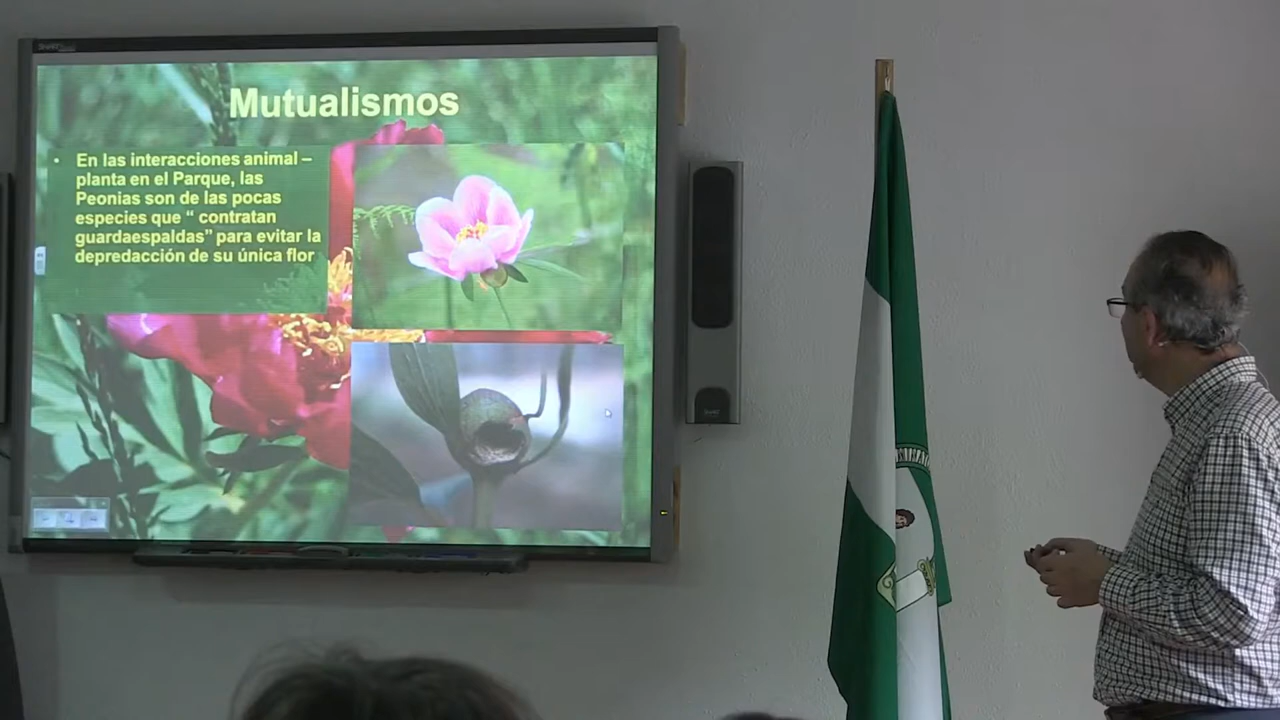 Mutualismos
• En las interacciones animal –
planta en el Parque, las
Peonias son de las pocas
especies que “ contratan
guardaespaldas” para evitar la
depredacción de su única flor